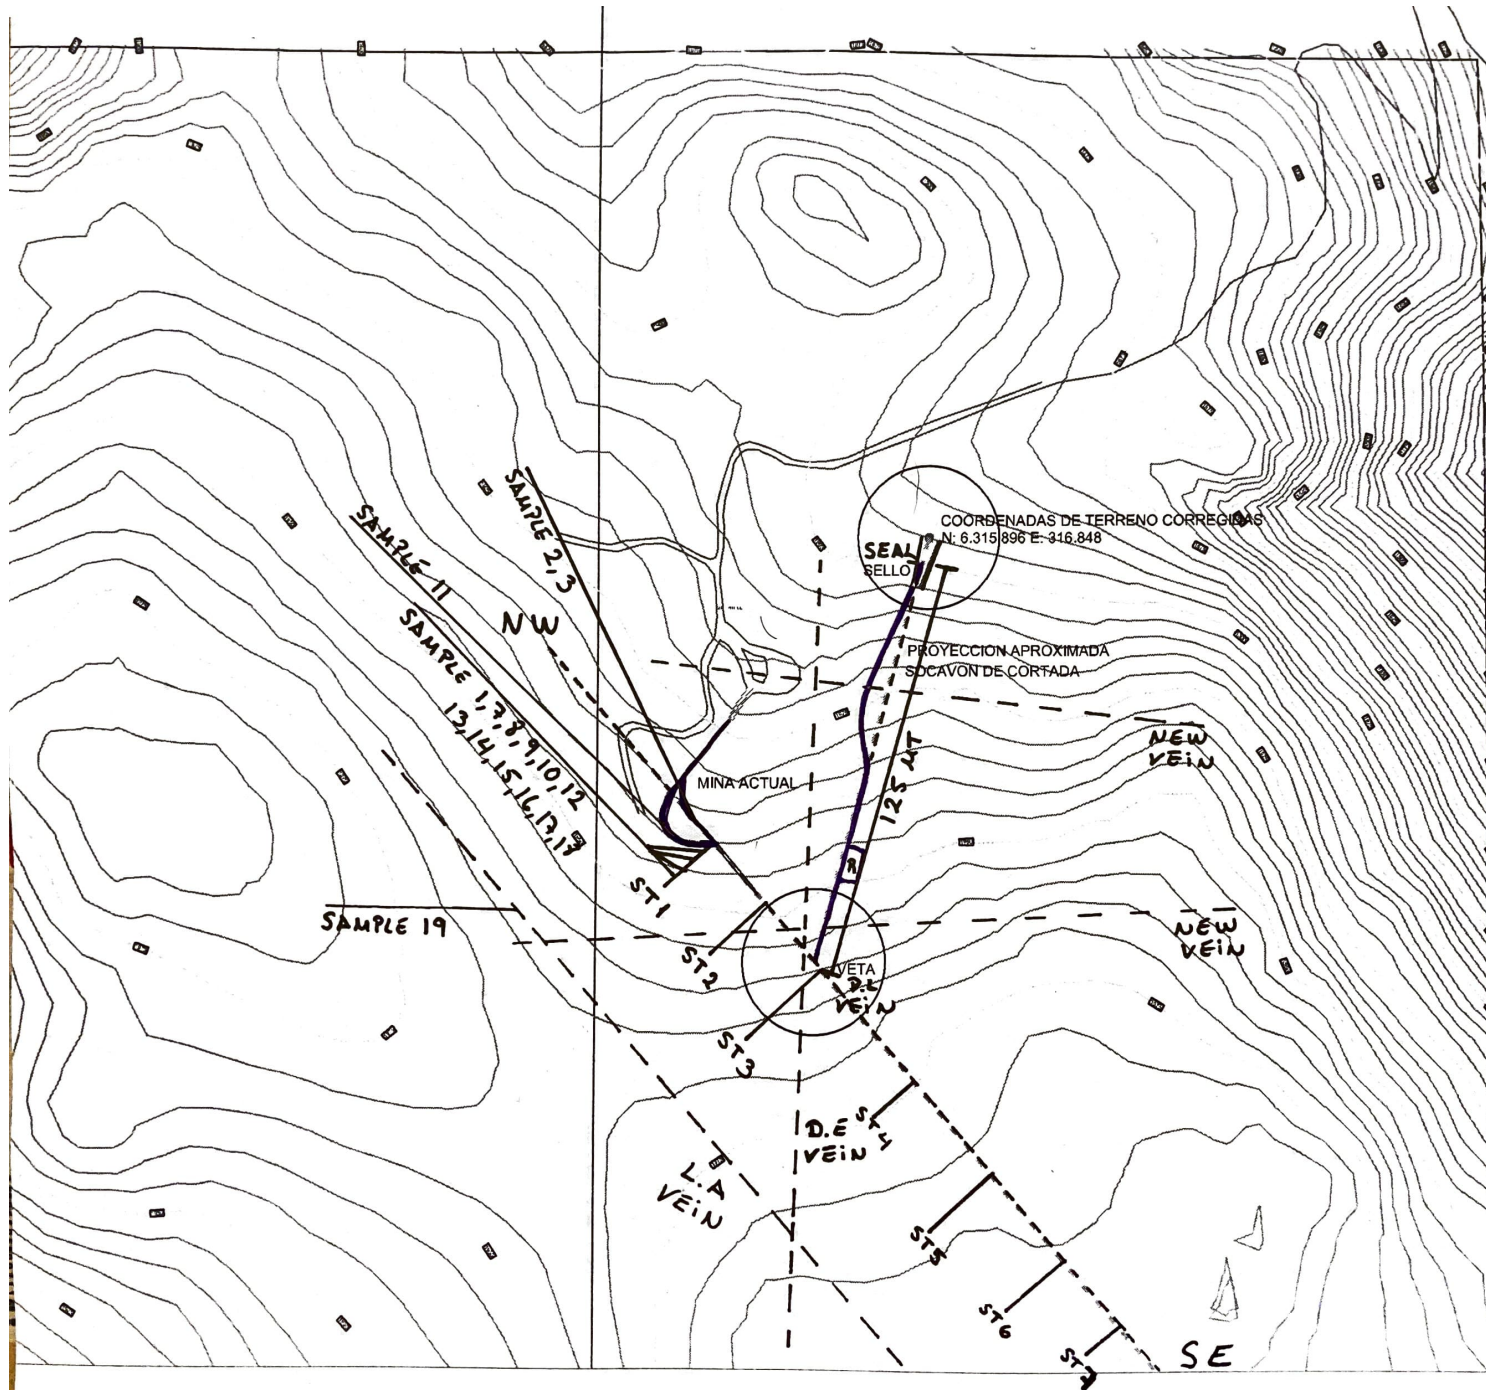 SAMPLE 2,3
SAMPLE 11
SAMPLE 1,7,8,9,10,12
13,14,15,16,17,18
NW
COORDENADAS DE TERRENO CORREGIDAS
N: 6.315.896 E: 316.848
SEAL
SELLO
PROYECCION APROXIMADA
SOCAVON DE CORTADA
NEW
VEiN
MINA ACTUAL
125 MT
ST1
SAMPLE 19
NEW
VEiN
ST2
VETA
D.L
VEiN
ST3
ST4
D.E
VEiN
L.A
VEiN
ST5
ST6
ST7
SE